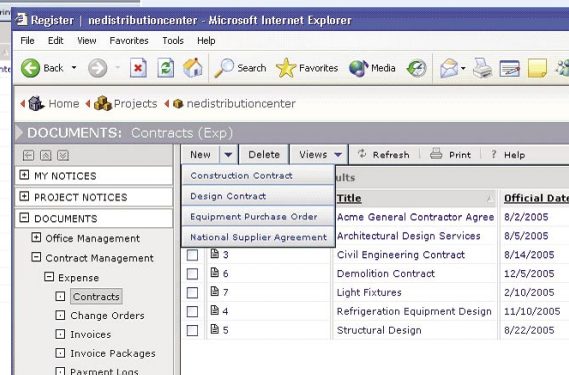 Register | nedistributioncenter - Microsoft Internet Explorer
File Edit View Favorites Tools Help
Back Search Favorites Media
Home Projects nedistributioncenter
DOCUMENTS: Contracts (Exp)
New Delete Views Refresh Print ? Help
MY NOTICES
PROJECT NOTICES
DOCUMENTS
Office Management
Contract Management
Expense
Contracts
Change Orders
Invoices
Invoice Packages
Payment Logs
Construction Contract
Design Contract
Equipment Purchase Order
National Supplier Agreement
ults
Title Official Date
Acme General Contractor Agree 8/2/2005
Architectural Design Services 8/5/2005
3 Civil Engineering Contract 8/14/2005
6 Demolition Contract 12/5/2005
7 Light Fixtures 2/10/2005
4 Refrigeration Equipment Design 11/10/2005
5 Structural Design 8/22/2005